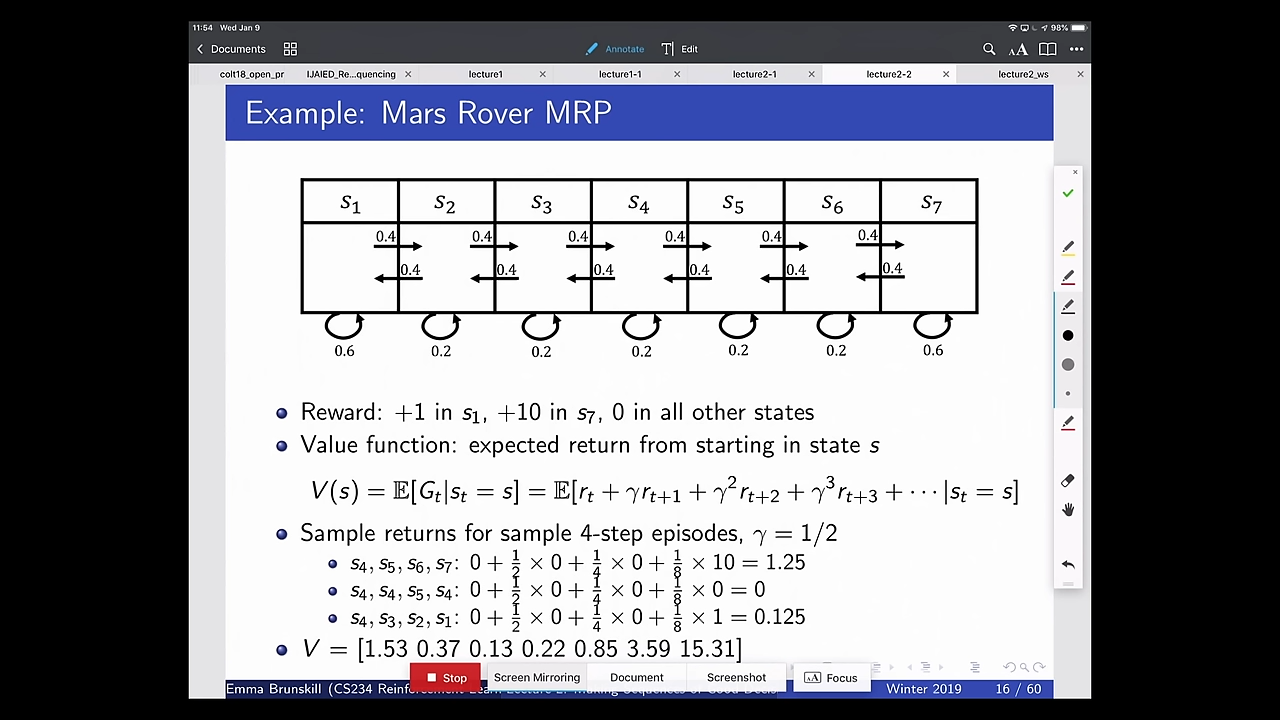 11:54 Wed Jan 9 98%
Documents Annotate Edit AA
colt18_open_pr IJAIED_Re...quencing × lecture1 × lecture1-1 × lecture2-1 × lecture2-2 × lecture2_ws ×
Example: Mars Rover MRP
s₁ s₂ s₃ s₄ s₅ s₆ s₇
0.4 0.4 0.4 0.4 0.4 0.4
0.4 0.4 0.4 0.4 0.4 0.4
0.6 0.2 0.2 0.2 0.2 0.2 0.6
Reward: +1 in s₁, +10 in s₇, 0 in all other states
Value function: expected return from starting in state s
V(s) = 𝔼[Gₜ|sₜ = s] = 𝔼[rₜ + γrₜ₊₁ + γ²rₜ₊₂ + γ³rₜ₊₃ + ··· |sₜ = s]
Sample returns for sample 4-step episodes, γ = 1/2
s₄, s₅, s₆, s₇: 0 + 1/2 × 0 + 1/4 × 0 + 1/8 × 10 = 1.25
s₄, s₄, s₅, s₄: 0 + 1/2 × 0 + 1/4 × 0 + 1/8 × 0 = 0
s₄, s₃, s₂, s₁: 0 + 1/2 × 0 + 1/4 × 0 + 1/8 × 1 = 0.125
V = [1.53 0.37 0.13 0.22 0.85 3.59 15.31]
Stop Screen Mirroring Document Screenshot AA Focus
Emma Brunskill (CS234 Reinforcement Learn Lecture 2: Making Sequences of Good Deci Winter 2019 16 / 60